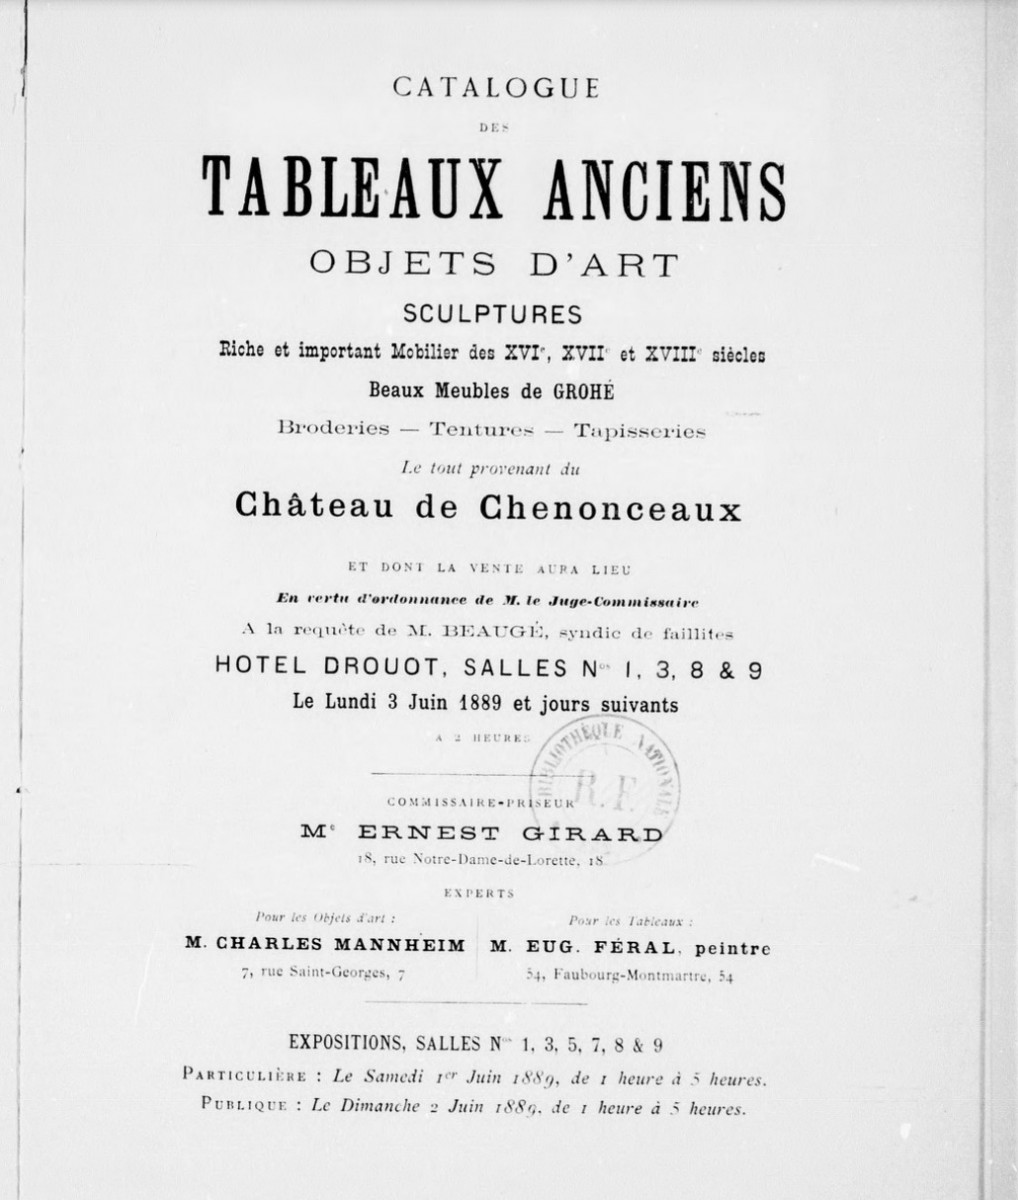 CATALOGUE
DES
TABLEAUX ANCIENS
OBJETS D'ART
SCULPTURES
Riche et important Mobilier des XVIe, XVIIe et XVIIIe siècles
Beaux Meubles de GROHÉ
Broderies — Tentures — Tapisseries
Le tout provenant du
Château de Chenonceaux
ET DONT LA VENTE AURA LIEU
En vertu d'ordonnance de M. le Juge-Commissaire
A la requête de M. BEAUGÉ, syndic de faillites
HOTEL DROUOT, SALLES Nos 1, 3, 8 & 9
Le Lundi 3 Juin 1889 et jours suivants
A 2 HEURES
BIBLIOTHÈQUE NATIONALE
R.F.
COMMISSAIRE-PRISEUR
Me ERNEST GIRARD
18, rue Notre-Dame-de-Lorette, 18
EXPERTS
Pour les Objets d'art :
M. CHARLES MANNHEIM
7, rue Saint-Georges, 7
Pour les Tableaux :
M. EUG. FÉRAL, peintre
54, Faubourg-Montmartre, 54
EXPOSITIONS, SALLES Nos 1, 3, 5, 7, 8 & 9
PARTICULIÈRE : Le Samedi 1er Juin 1889, de 1 heure à 5 heures.
PUBLIQUE : Le Dimanche 2 Juin 1889, de 1 heure à 5 heures.